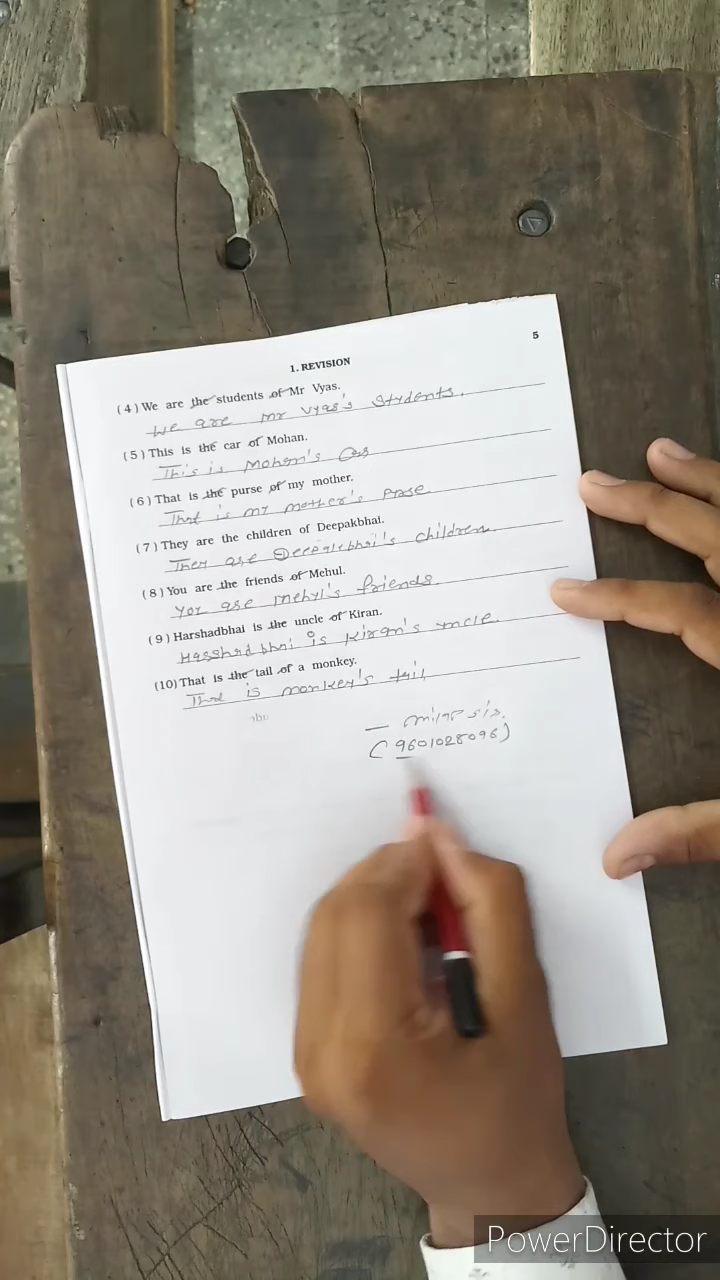 1. REVISION
5
(4) We are the students of Mr Vyas.
We are mr vyas's students.
(5) This is the car of Mohan.
This is Mohan's Car
(6) That is the purse of my mother.
That is my mother's Prose
(7) They are the children of Deepakbhai.
They are Deepakbhai's children
(8) You are the friends of Mehul.
You are mehul's friends.
(9) Harshadbhai is the uncle of Kiran.
Harshad bhai is kiran's uncle.
(10) That is the tail of a monkey.
That is monkey's tail
— sir.
(9601028096)
PowerDirector